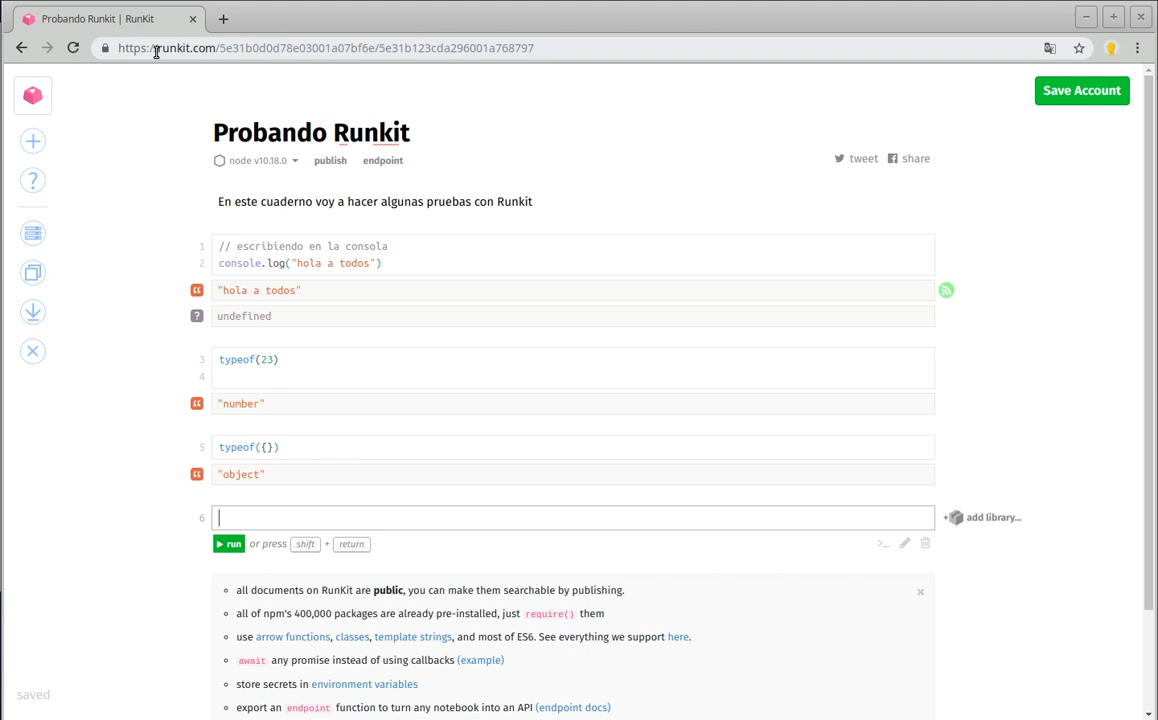 Probando Runkit | RunKit
https://runkit.com/5e31b0d0d78e03001a07bf6e/5e31b123cda296001a768797
Save Account
Probando Runkit
node v10.18.0 publish endpoint
tweet share
En este cuaderno voy a hacer algunas pruebas con Runkit
1 // escribiendo en la consola
2 console.log("hola a todos")
"hola a todos"
? undefined
3 typeof(23)
4
"number"
5 typeof({})
"object"
6
+ add library...
run or press shift + return
all documents on RunKit are public, you can make them searchable by publishing.
all of npm's 400,000 packages are already pre-installed, just require() them
use arrow functions, classes, template strings, and most of ES6. See everything we support here.
await any promise instead of using callbacks (example)
store secrets in environment variables
saved
export an endpoint function to turn any notebook into an API (endpoint docs)